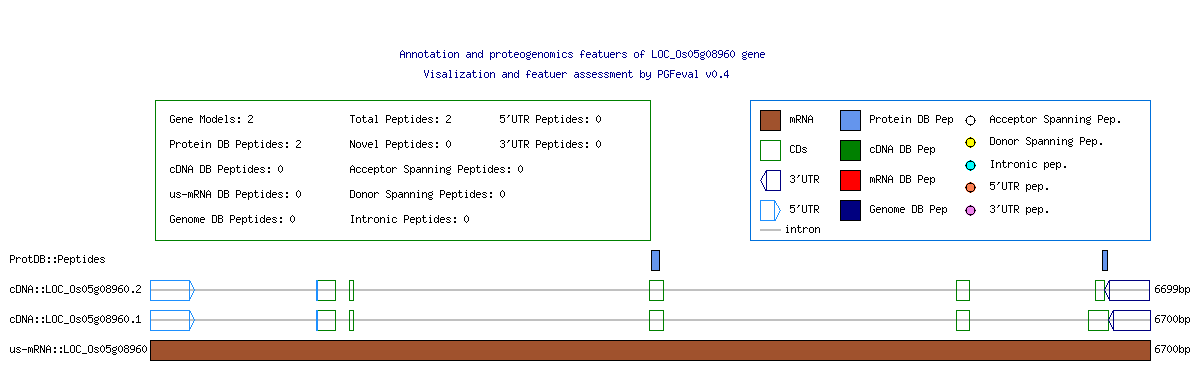 Annotation and proteogenomics featuers of LOC_Os05g08960 gene
Visalization and featuer assessment by PGFeval v0.4
Gene Models: 2 Total Peptides: 2 5'UTR Peptides: 0
Protein DB Peptides: 2 Novel Peptides: 0 3'UTR Peptides: 0
cDNA DB Peptides: 0 Acceptor Spanning Peptides: 0
us-mRNA DB Peptides: 0 Donor Spanning Peptides: 0
Genome DB Peptides: 0 Intronic Peptides: 0
mRNA Protein DB Pep Acceptor Spanning Pep.
CDs cDNA DB Pep Donor Spanning Pep.
3'UTR mRNA DB Pep Intronic pep.
5'UTR Genome DB Pep 5'UTR pep.
intron 3'UTR pep.
ProtDB::Peptides
cDNA::LOC_Os05g08960.2 6699bp
cDNA::LOC_Os05g08960.1 6700bp
us-mRNA::LOC_Os05g08960 6700bp